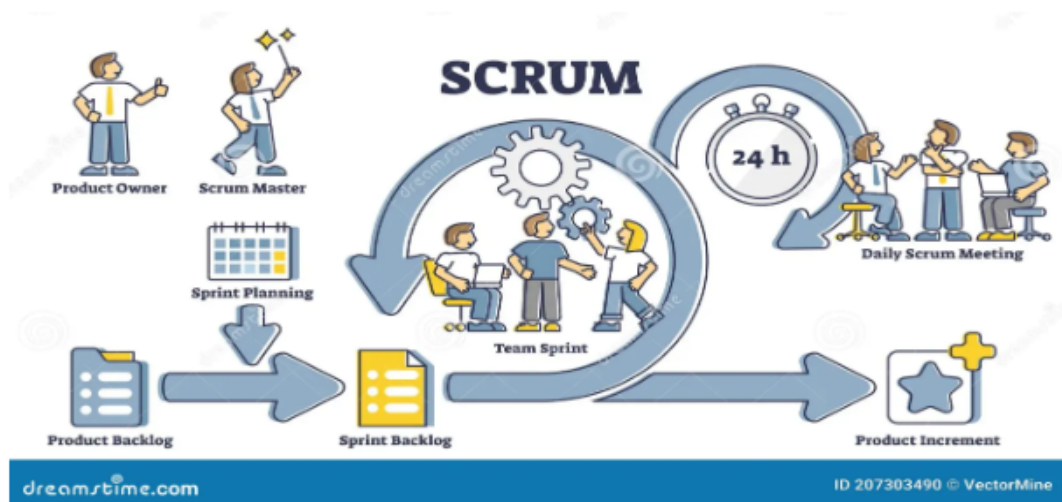 SCRUM
24 h
Product Owner
Scrum Master
Daily Scrum Meeting
Sprint Planning
Team Sprint
Product Backlog
Sprint Backlog
Product Increment
dreamstime
dreamstime.com
ID 207303490 © VectorMine